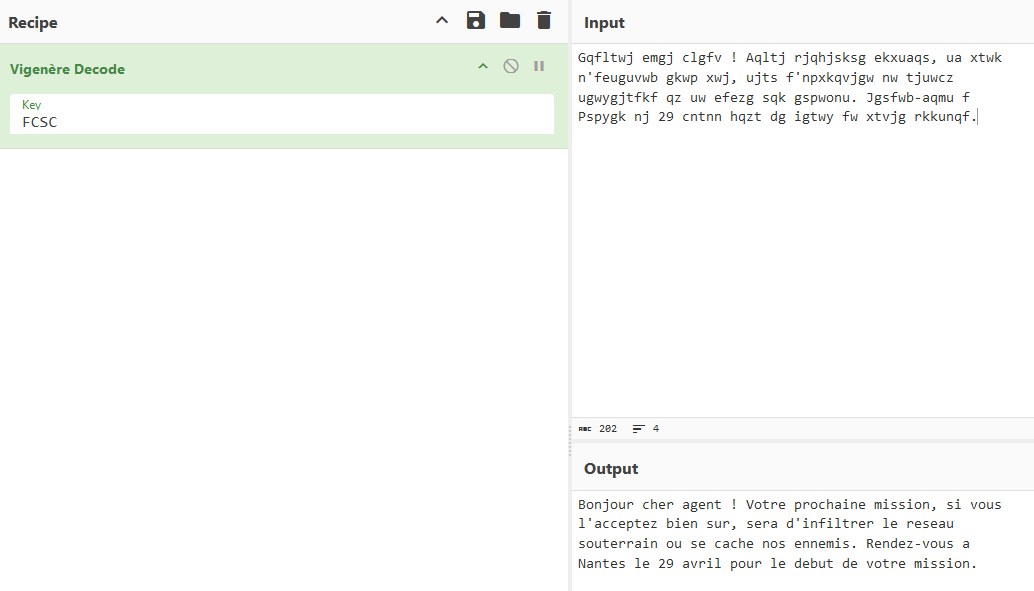 Recipe
Vigenère Decode
Key
FCSC
Input
Gqfltwj emgj clgfv ! Aqltj rjqhjsksg ekxuaqs, ua xtwk
n'feuguvwb gkwp xwj, ujts f'npxkqvjgw nw tjuwcz
ugwygjtfkf qz uw efezg sqk gspwonu. Jgsfwb-aqmu f
Pspygk nj 29 cntnn hqzt dg igtwy fw xtvjg rkkunqf.
ABC 202 4
Output
Bonjour cher agent ! Votre prochaine mission, si vous
l'acceptez bien sur, sera d'infiltrer le reseau
souterrain ou se cache nos ennemis. Rendez-vous a
Nantes le 29 avril pour le debut de votre mission.